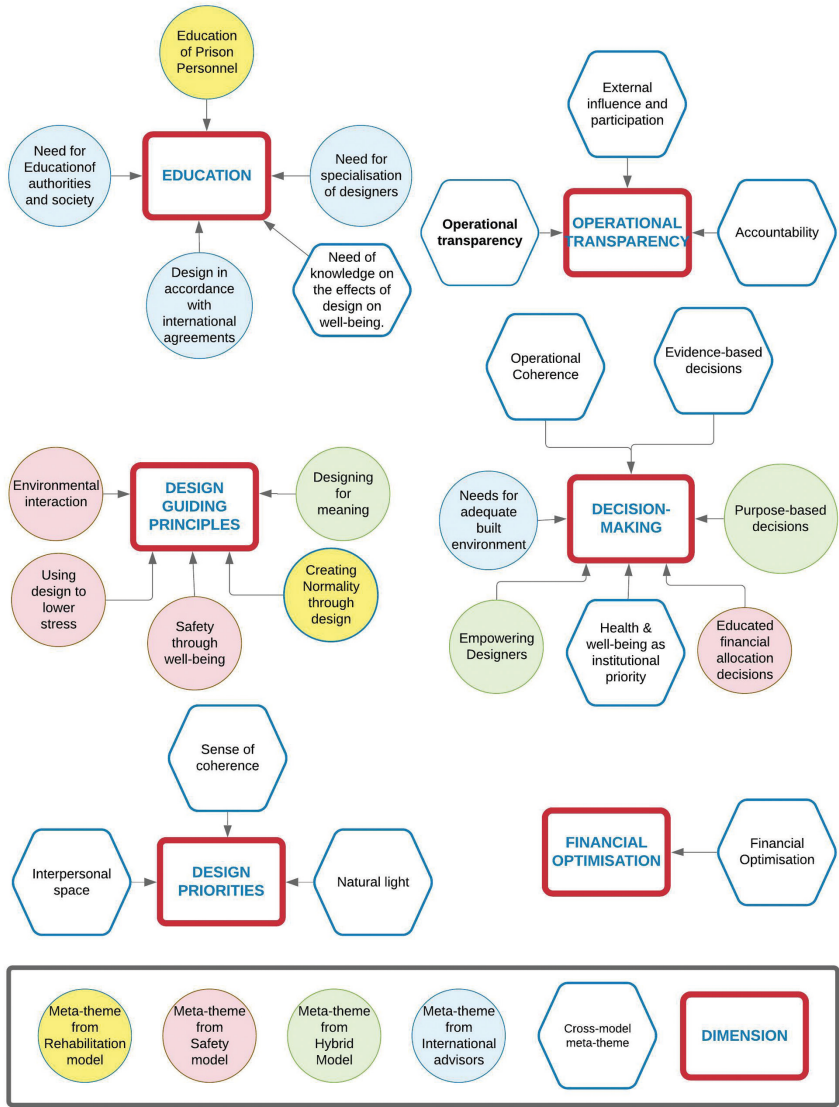 Education
of Prison
Personnel
EDUCATION
Need for
Educationof
authorities
and society
Need for
specialisation
of designers
Design in
accordance
with
international
agreements
Need of
knowledge on
the effects of
design on
well-being.
External
influence and
participation
Operational
transparency
OPERATIONAL
TRANSPARENCY
Accountability
Operational
Coherence
Evidence-based
decisions
Environmental
interaction
DESIGN
GUIDING
PRINCIPLES
Designing
for
meaning
Using
design to
lower
stress
Safety
through
well-being
Creating
Normality
through
design
Needs for
adequate
built
environment
DECISION-
MAKING
Purpose-based
decisions
Empowering
Designers
Health &
well-being as
institutional
priority
Educated
financial
allocation
decisions
Sense of
coherence
Interpersonal
space
DESIGN
PRIORITIES
Natural light
FINANCIAL
OPTIMISATION
Financial
Optimisation
Meta-theme
from
Rehabilitation
model
Meta-theme
from
Safety
model
Meta-theme
from
Hybrid
Model
Meta-theme
from
International
advisors
Cross-model
meta-theme
DIMENSION